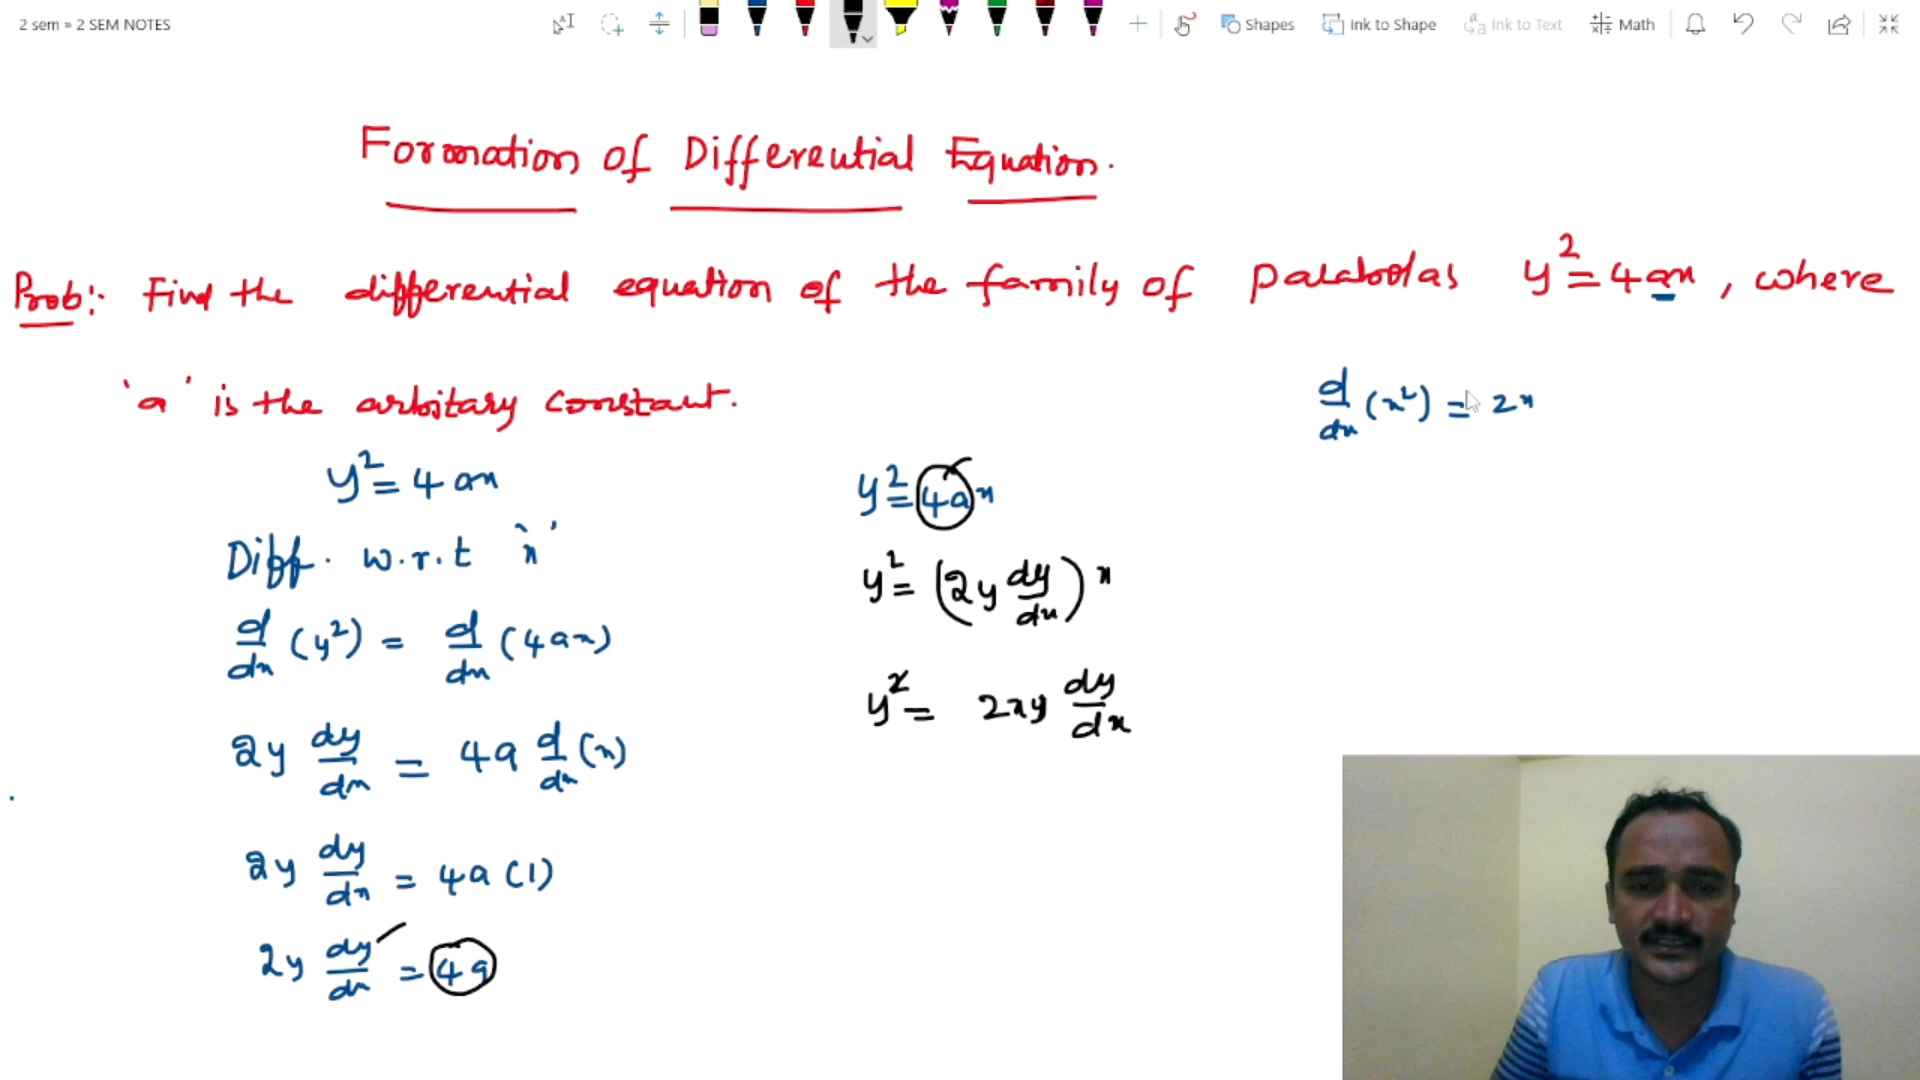 2 sem » 2 SEM NOTES
Shapes Ink to Shape Ink to Text Math
Formation of Differential Equation.
Prob:. Find the differential equation of the family of parabolas y² = 4ax, where
'a' is the arbitary constant.
d/dx (x²) = 2x
y² = 4ax
Diff. w.r.t 'x'
d/dx (y²) = d/dx (4ax)
2y dy/dx = 4a d/dx (x)
2y dy/dx = 4a (1)
2y dy/dx = 4a
y² = 4ax
y² = (2y dy/dx) x
y² = 2xy dy/dx